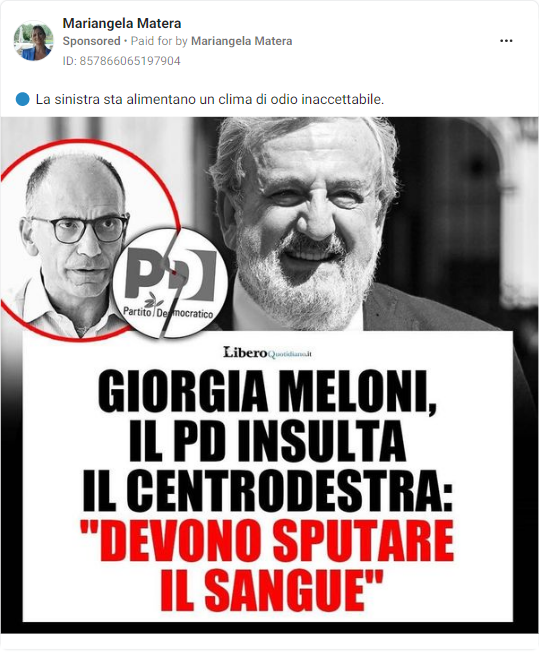 Mariangela Matera
Sponsored • Paid for by Mariangela Matera
ID: 857866065197904
La sinistra sta alimentano un clima di odio inaccettabile.
PD
Partito Democratico
Libero Quotidiano.it
GIORGIA MELONI,
IL PD INSULTA
IL CENTRODESTRA:
"DEVONO SPUTARE
IL SANGUE"